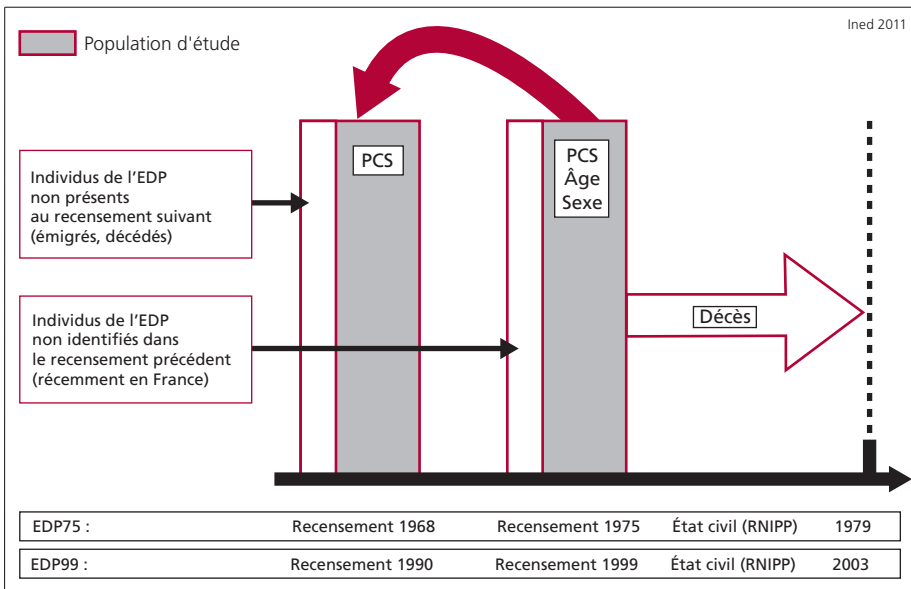 Ined 2011
Population d'étude
PCS
PCS
Âge
Sexe
Individus de l'EDP
non présents
au recensement suivant
(émigrés, décédés)
Individus de l'EDP
non identifiés dans
le recensement précédent
(récemment en France)
Décès
EDP75 : Recensement 1968 Recensement 1975 État civil (RNIPP) 1979
EDP99 : Recensement 1990 Recensement 1999 État civil (RNIPP) 2003